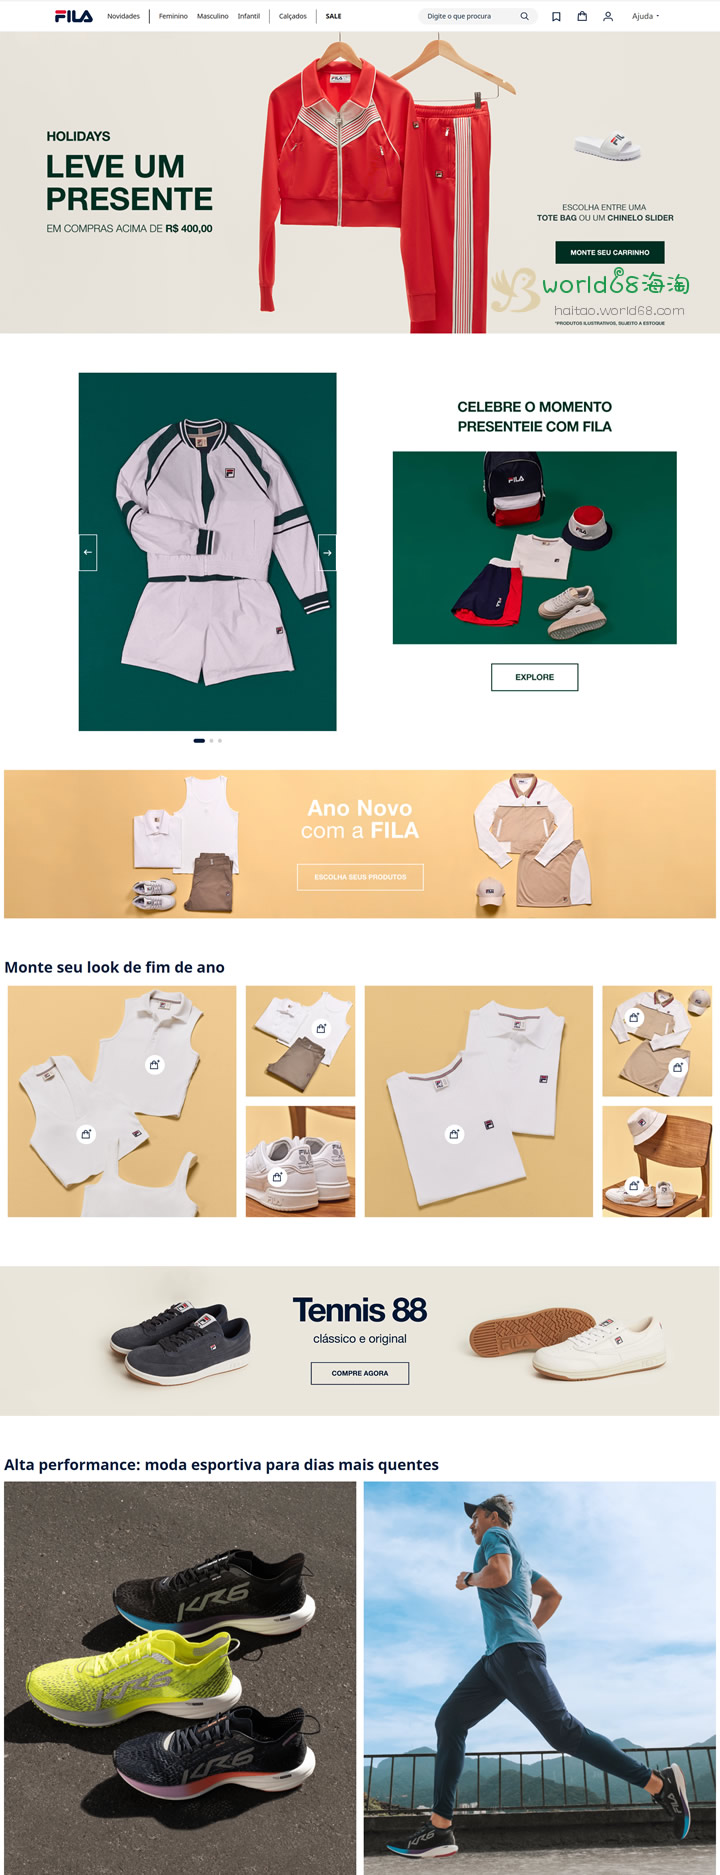 FILA
Novidades
Feminino
Masculino
Infantil
Calçados
SALE
Digite o que procura
Ajuda
HOLIDAYS
LEVE UM
PRESENTE
EM COMPRAS ACIMA DE R$ 400,00
ESCOLHA ENTRE UMA
TOTE BAG OU UM CHINELO SLIDER
MONTE SEU CARRINHO
world68海淘
haitao.world68.com
*PRODUTOS ILUSTRATIVOS, SUJEITO A ESTOQUE
CELEBRE O MOMENTO
PRESENTEIE COM FILA
FILA
EXPLORE
Ano Novo
com a FILA
ESCOLHA SEUS PRODUTOS
Monte seu look de fim de ano
Tennis 88
clássico e original
COMPRE AGORA
Alta performance: moda esportiva para dias mais quentes
KR6
KR6
KR6
FILA
KR6